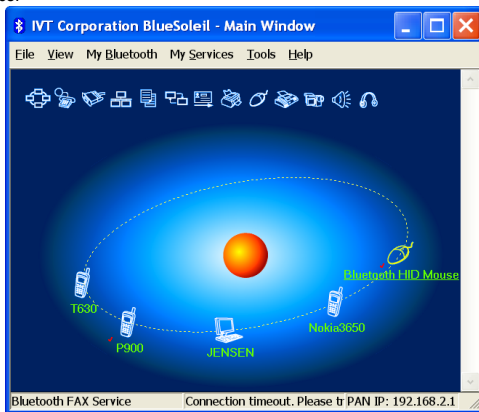 IVT Corporation BlueSoleil - Main Window
File View My Bluetooth My Services Tools Help
Bluetooth HID Mouse
T630
Nokia3650
P900
JENSEN
Bluetooth FAX Service Connection timeout. Please tr PAN IP: 192.168.2.1